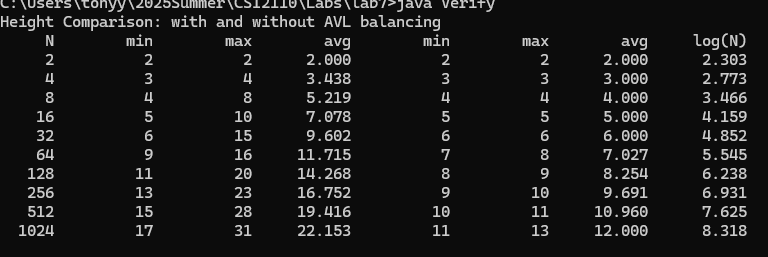 C:\Users\tonyy\2025Summer\CSI2110\Labs\lab7>java Verify
Height Comparison: with and without AVL balancing
N min max avg min max avg log(N)
2 2 2 2.000 2 2 2.000 2.303
4 3 4 3.438 3 3 3.000 2.773
8 4 8 5.219 4 4 4.000 3.466
16 5 10 7.078 5 5 5.000 4.159
32 6 15 9.602 6 6 6.000 4.852
64 9 16 11.715 7 8 7.027 5.545
128 11 20 14.268 8 9 8.254 6.238
256 13 23 16.752 9 10 9.691 6.931
512 15 28 19.416 10 11 10.960 7.625
1024 17 31 22.153 11 13 12.000 8.318